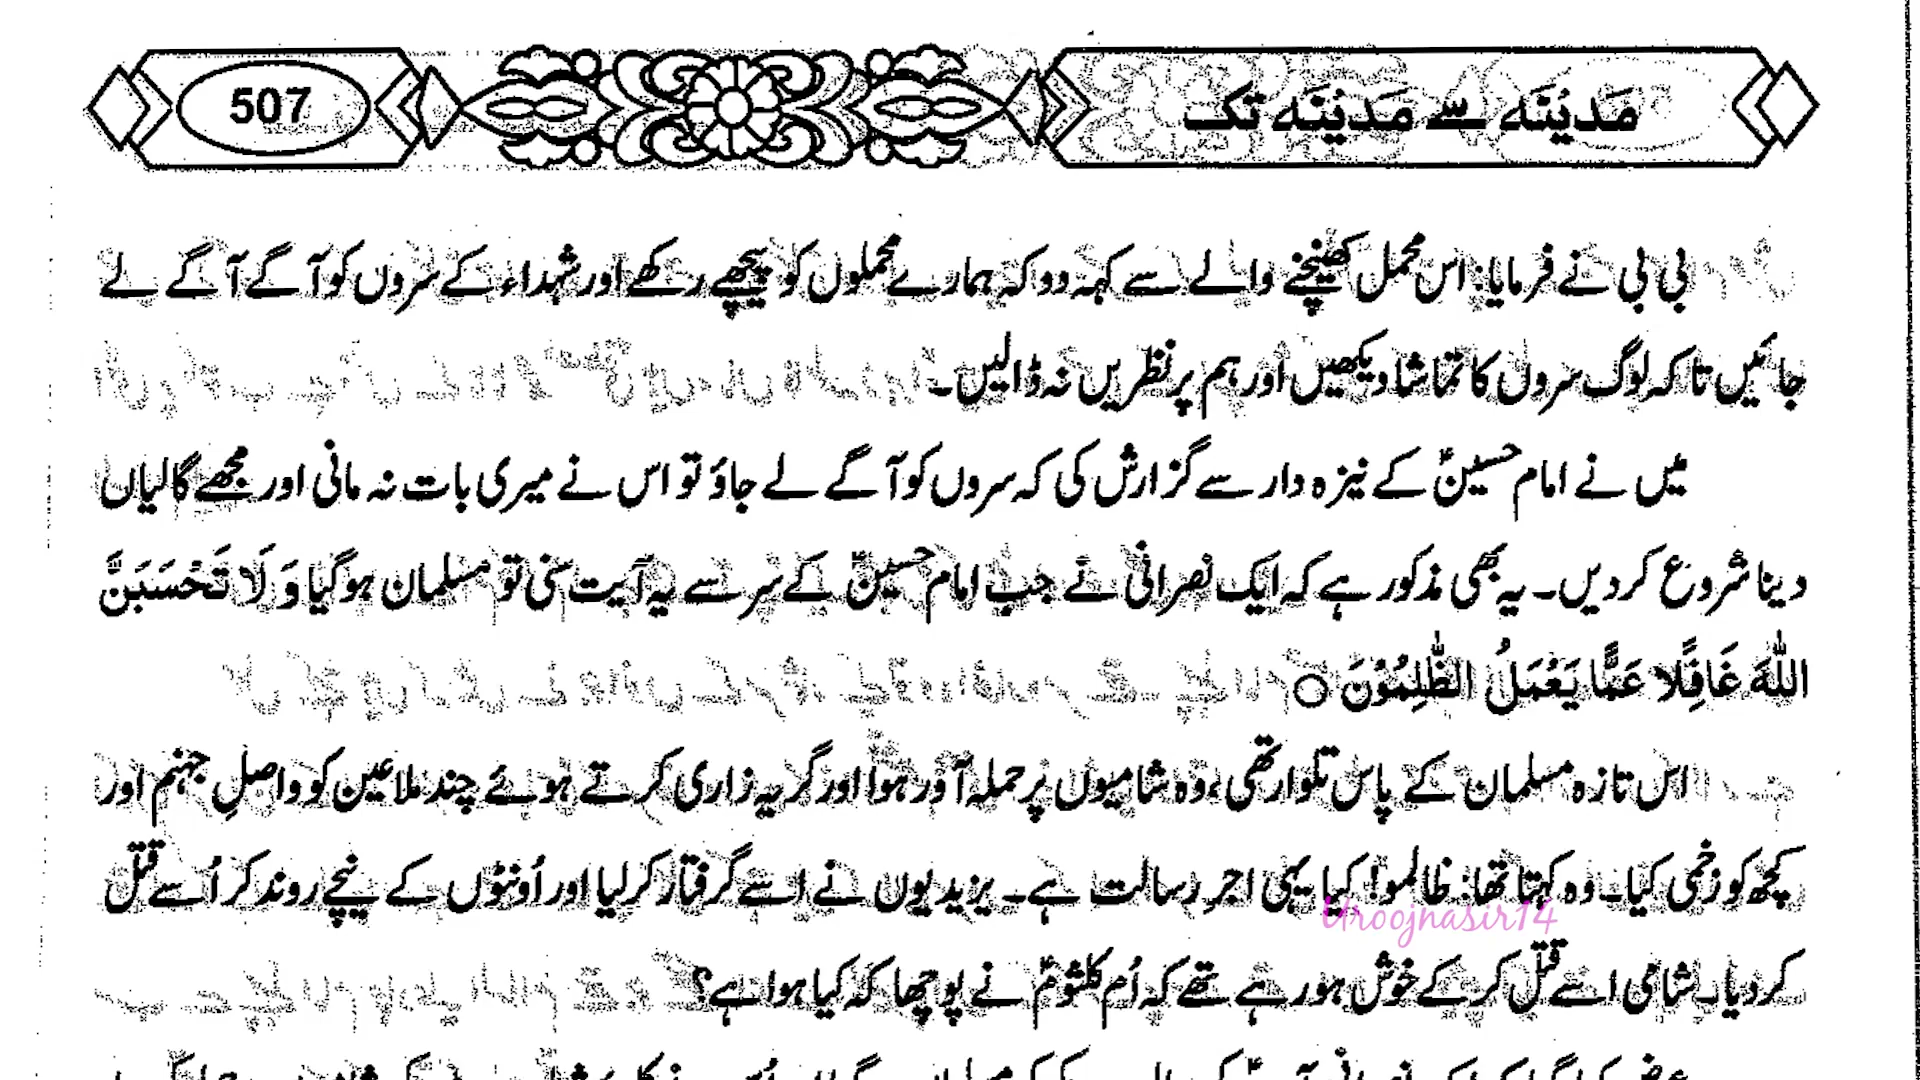 مَدیْنَہ سے مَدیْنَہ تک
507
بی بی نے فرمایا: اس محمل کھینچنے والے سے کہہ دو کہ ہمارے محملوں کو پیچھے رکھے اور شہداء کے سروں کو آگے آگے لے
جائیں تاکہ لوگ سروں کا تماشا دیکھیں اور ہم پر نظریں نہ ڈالیں۔
میں نے امام حسینؑ کے نیزہ دار سے گزارش کی کہ سروں کو آگے لے جاؤ تو اس نے میری بات نہ مانی اور مجھے گالیاں
دینا شروع کر دیں۔ یہ بھی مذکور ہے کہ ایک نصرانی نے جب امام حسینؑ کے سر سے یہ آیت سنی تو مسلمان ہو گیا وَ لَا تَحْسَبَنَّ
اللّٰہَ غَافِلًا عَمَّا یَعْمَلُ الظّٰلِمُوْنَ ○
اس تازہ مسلمان کے پاس تلوار تھی، وہ شامیوں پر حملہ آور ہوا اور گریہ زاری کرتے ہوئے چند ملاعین کو واصلِ جہنم اور
کچھ کو زخمی کیا۔ وہ کہتا تھا: ظالمو! کیا یہی اجرِ رسالت ہے۔ یزیدیوں نے اسے گرفتار کر لیا اور اُونٹوں کے نیچے روند کر اُسے قتل
Uroojnasir14
کر دیا۔ شامی اسے قتل کر کے خوش ہو رہے تھے کہ اُم کلثومؑ نے پوچھا کہ کیا ہوا ہے؟